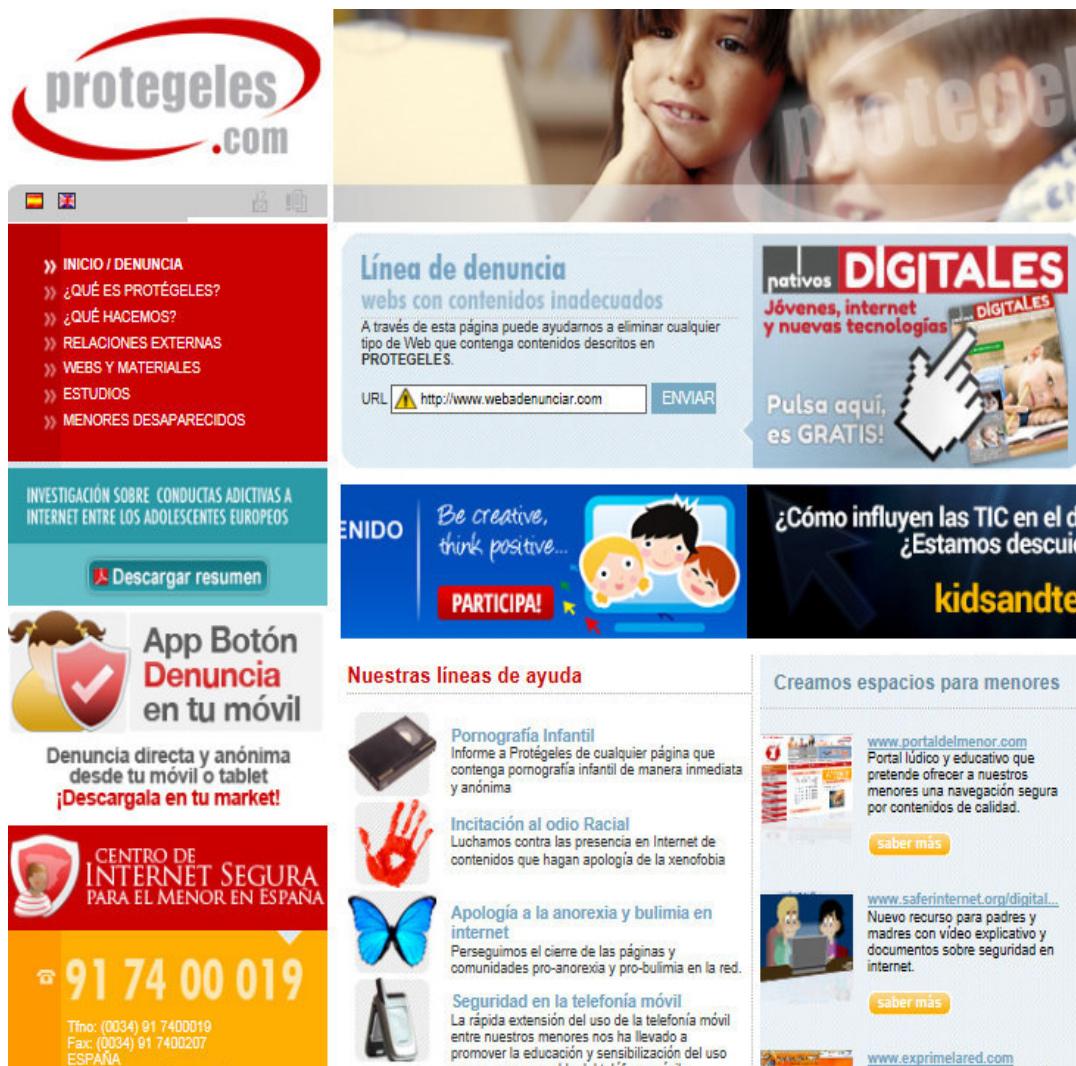 protegeles
.com
protegel
INICIO / DENUNCIA
¿QUÉ ES PROTÉGELES?
¿QUÉ HACEMOS?
RELACIONES EXTERNAS
WEBS Y MATERIALES
ESTUDIOS
MENORES DESAPARECIDOS
Línea de denuncia
webs con contenidos inadecuados
A través de esta página puede ayudarnos a eliminar cualquier
tipo de Web que contenga contenidos descritos en
PROTEGELES.
URL http://www.webadenunciar.com ENVIAR
nativos DIGITALES
Jóvenes, internet
y nuevas tecnologías
DIGITALES
Pulsa aquí,
es GRATIS!
INVESTIGACIÓN SOBRE CONDUCTAS ADICTIVAS A
INTERNET ENTRE LOS ADOLESCENTES EUROPEOS
Descargar resumen
ENIDO
Be creative,
think positive...
PARTICIPA!
¿Cómo influyen las TIC en el d
¿Estamos descui
kidsandte
App Botón
Denuncia
en tu móvil
Denuncia directa y anónima
desde tu móvil o tablet
¡Descargala en tu market!
CENTRO DE
INTERNET SEGURA
PARA EL MENOR EN ESPAÑA
91 74 00 019
Tfno: (0034) 91 7400019
Fax: (0034) 91 7400207
ESPAÑA
Nuestras líneas de ayuda
Pornografía Infantil
Informe a Protégeles de cualquier página que
contenga pornografía infantil de manera inmediata
y anónima
Incitación al odio Racial
Luchamos contra las presencia en Internet de
contenidos que hagan apología de la xenofobia
Apología a la anorexia y bulimia en
internet
Perseguimos el cierre de las páginas y
comunidades pro-anorexia y pro-bulimia en la red.
Seguridad en la telefonía móvil
La rápida extensión del uso de la telefonía móvil
entre nuestros menores nos ha llevado a
promover la educación y sensibilización del uso
Creamos espacios para menores
www.portaldelmenor.com
Portal lúdico y educativo que
pretende ofrecer a nuestros
menores una navegación segura
por contenidos de calidad.
saber más
www.saferinternet.org/digital...
Nuevo recurso para padres y
madres con vídeo explicativo y
documentos sobre seguridad en
internet.
saber más
www.exprimelared.com